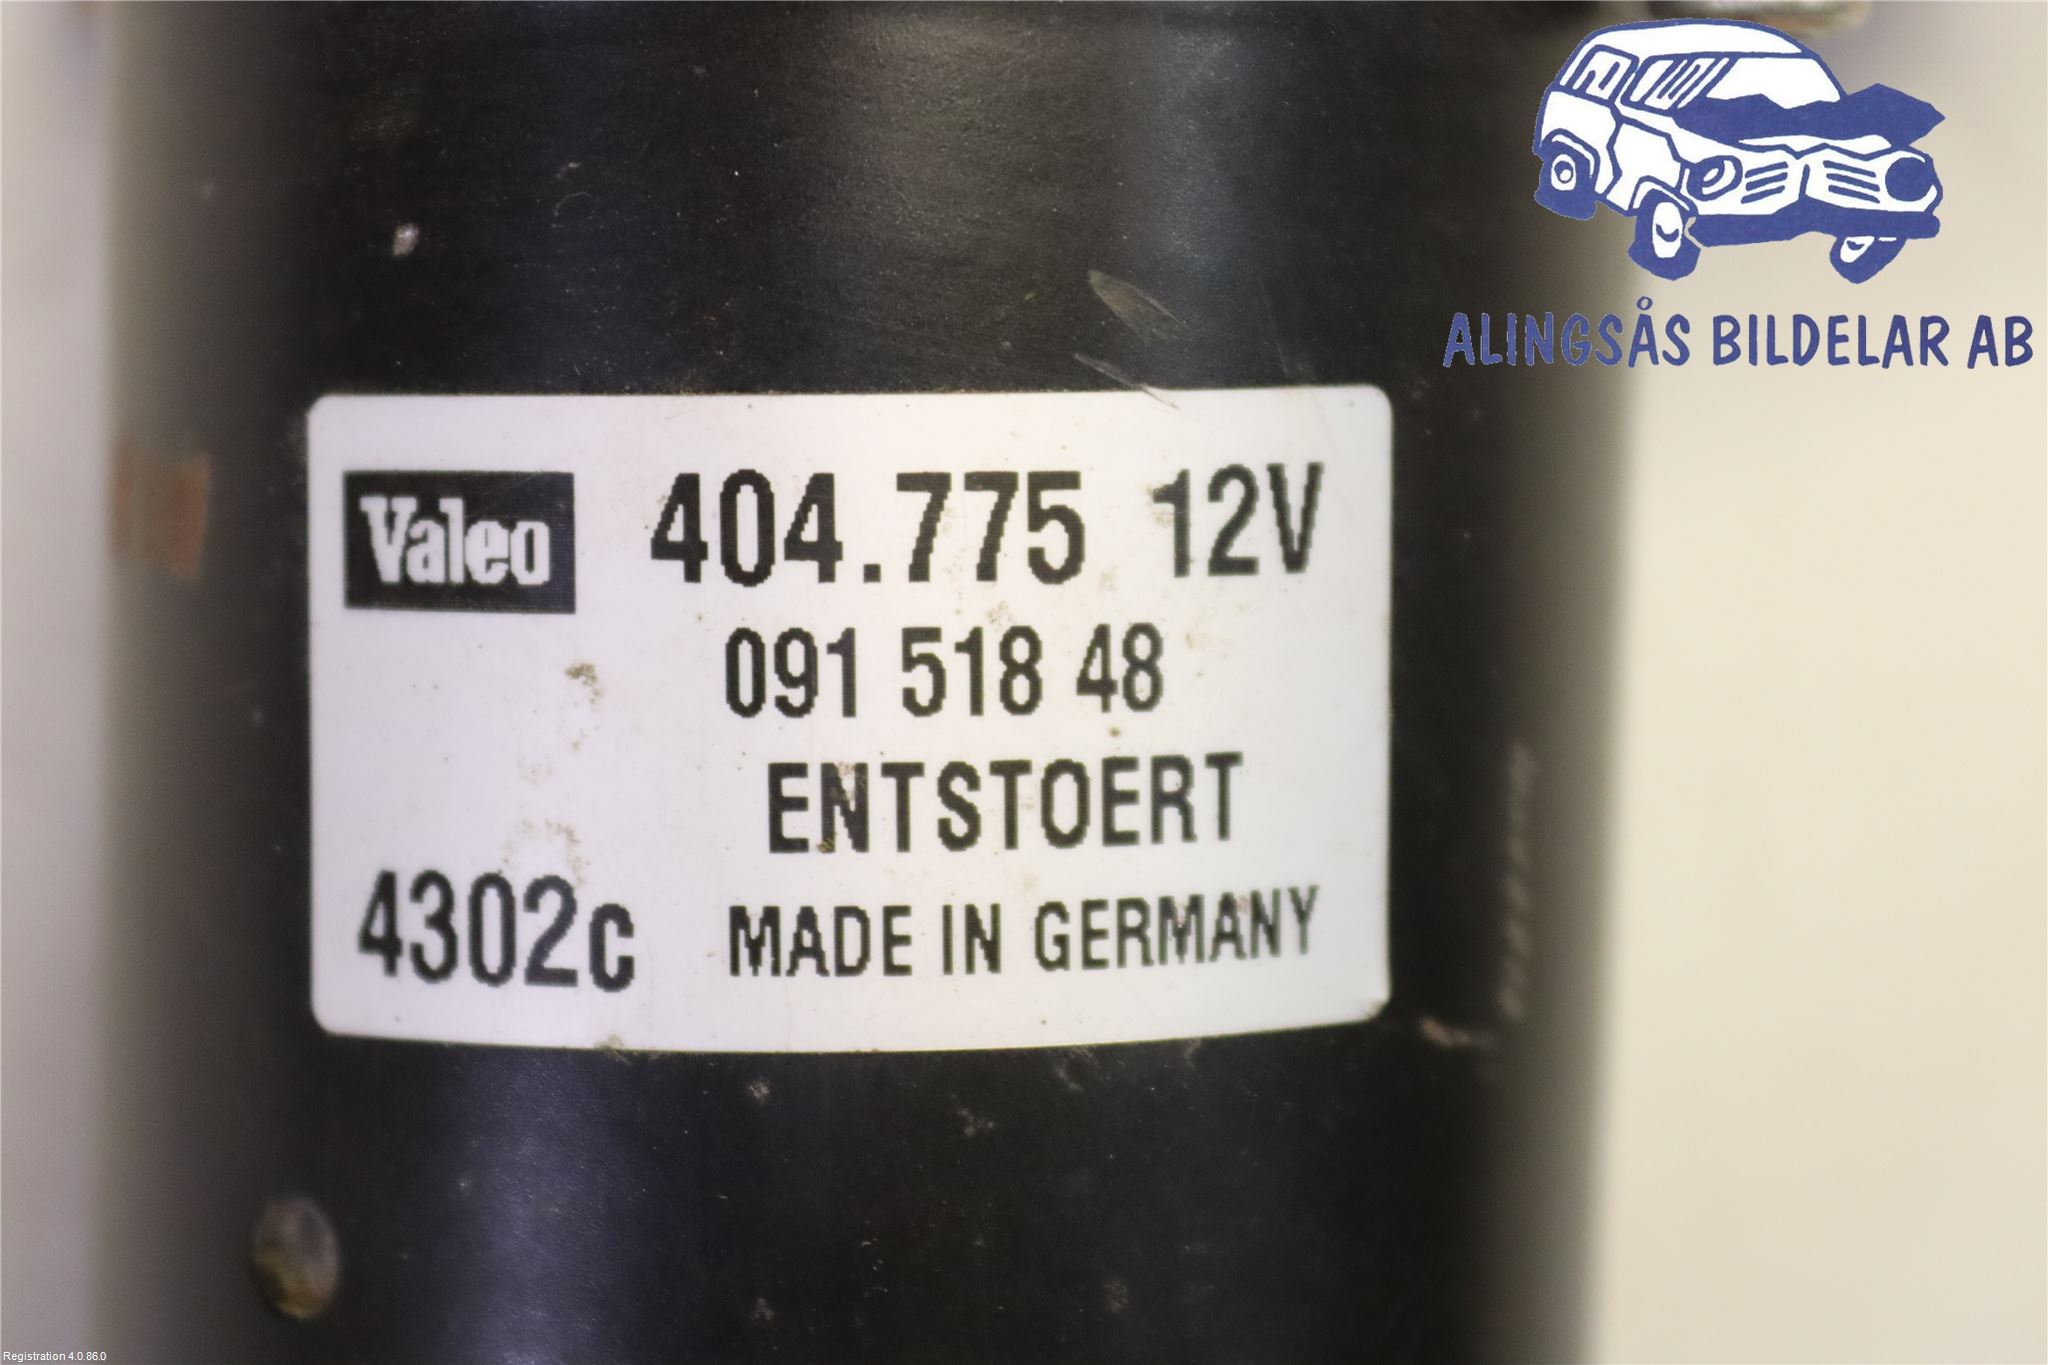 ALINGSÅS BILDELAR AB
Valeo 404.775 12V
091 518 48
ENTSTOERT
4302c MADE IN GERMANY
Registration 4.0.86.0